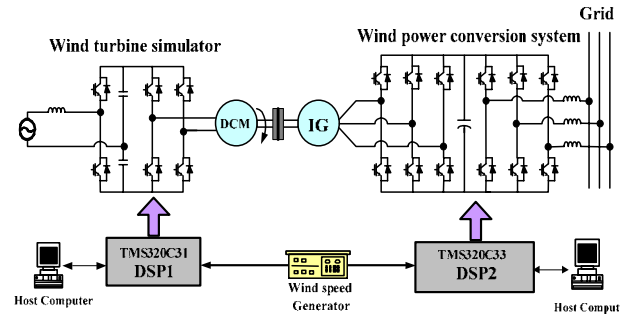 Grid
Wind turbine simulator
Wind power conversion system
DCM
IG
TMS320C31
DSP1
TMS320C33
DSP2
Host Computer
Wind speed
Generator
Host Comput